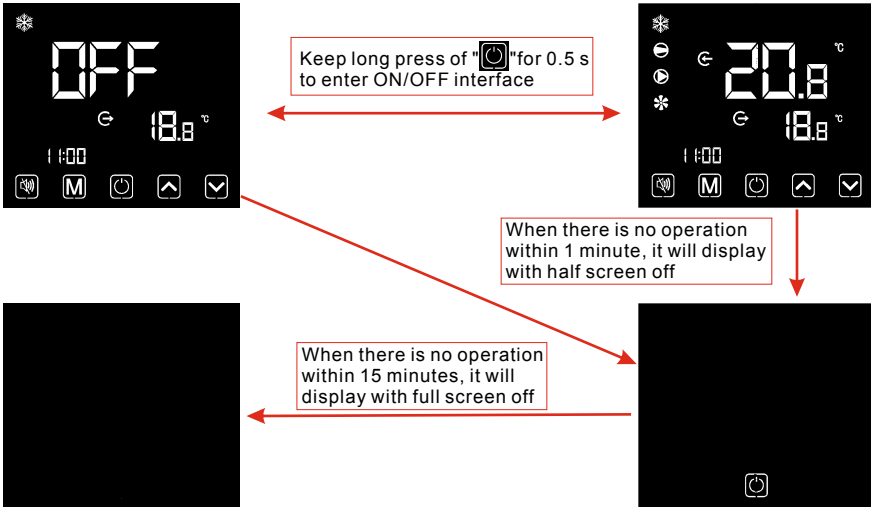 OFF
18.8 °C
11:00
M
Keep long press of " "for 0.5 s
to enter ON/OFF interface
20.8 °C
18.8 °C
11:00
M
When there is no operation
within 1 minute, it will display
with half screen off
When there is no operation
within 15 minutes, it will
display with full screen off